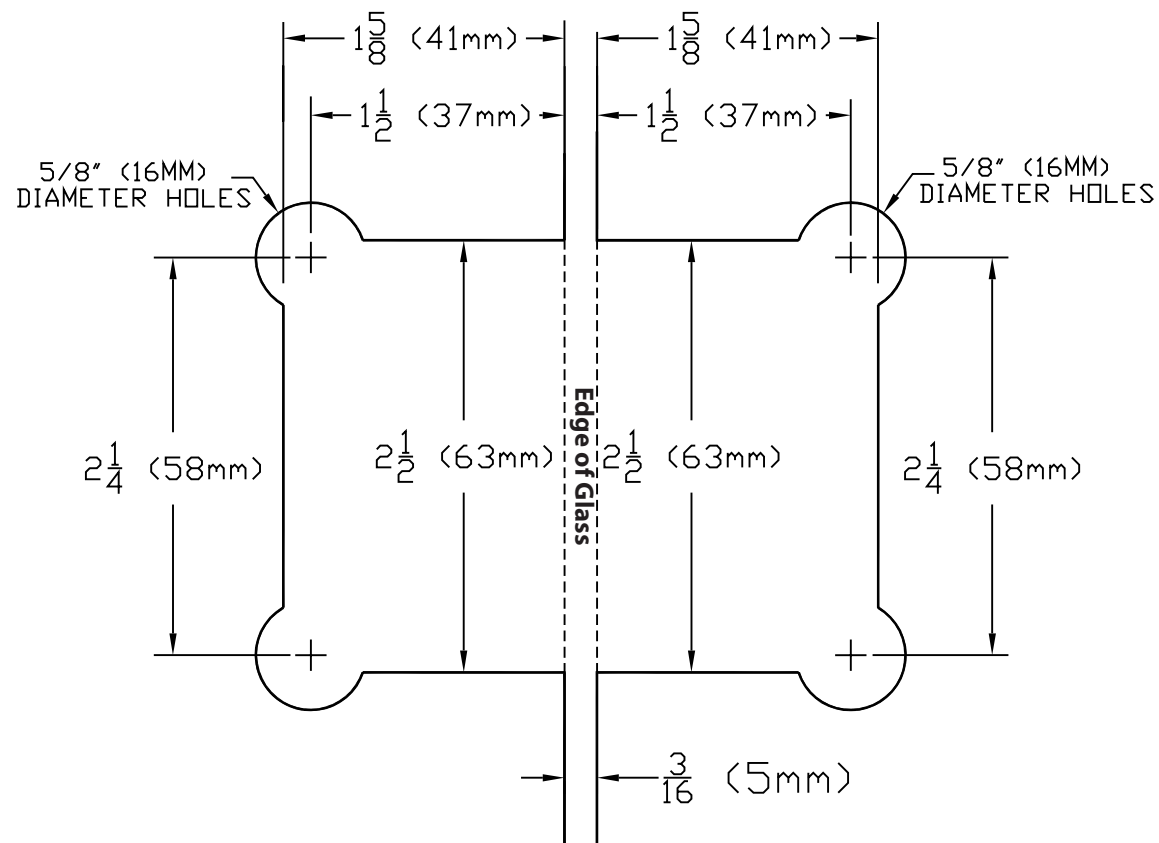 1 5/8 (41mm)
1 5/8 (41mm)
1 1/2 (37mm)
1 1/2 (37mm)
5/8" (16MM)
DIAMETER HOLES
5/8" (16MM)
DIAMETER HOLES
2 1/4 (58mm)
2 1/2 (63mm)
Edge of Glass
2 1/2 (63mm)
2 1/4 (58mm)
3/16 (5mm)